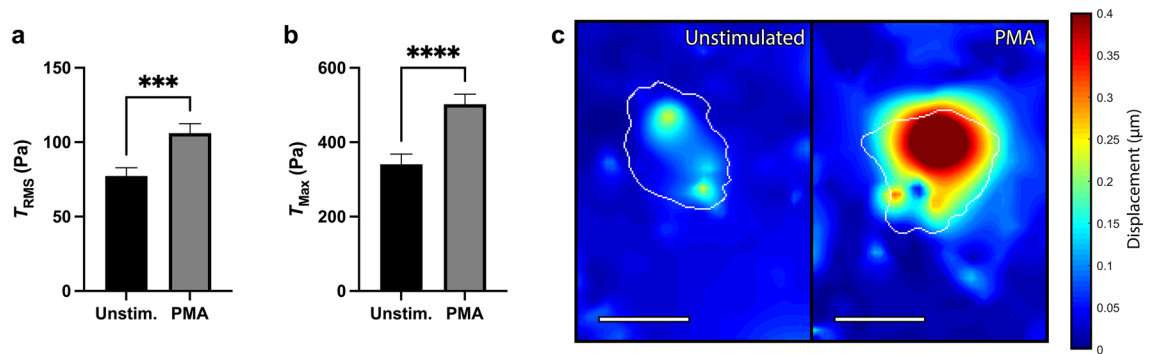 a
150
100
50
0
T_RMS (Pa)
***
Unstim.
PMA
b
600
400
200
0
T_Max (Pa)
****
Unstim.
PMA
c
Unstimulated
PMA
0.4
0.35
0.3
0.25
0.2
0.15
0.1
0.05
0
Displacement (µm)